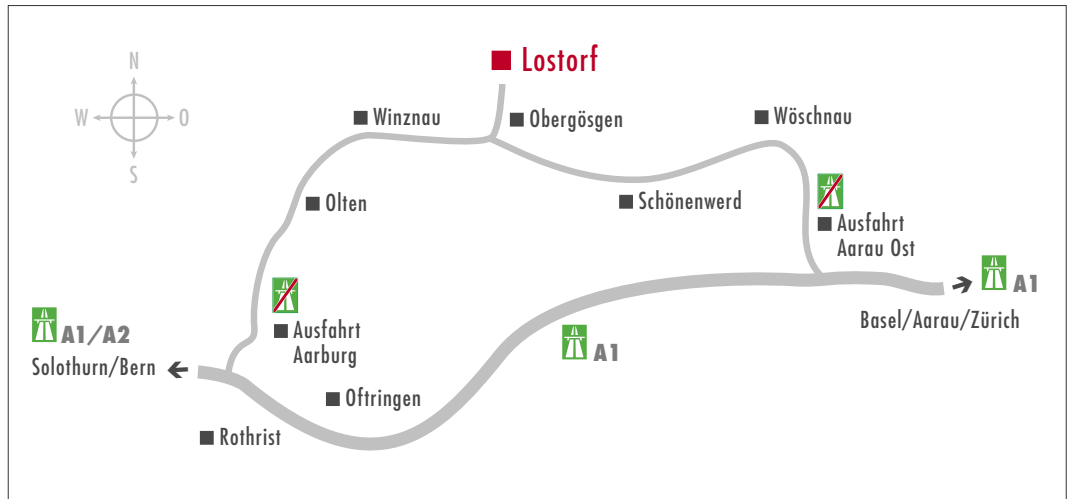 Lostorf
N
W
O
S
Winznau
Obergösgen
Wöschnau
Olten
Schönenwerd
Ausfahrt
Aarau Ost
A1
Basel/Aarau/Zürich
A1/A2
Solothurn/Bern
Ausfahrt
Aarburg
A1
Oftringen
Rothrist